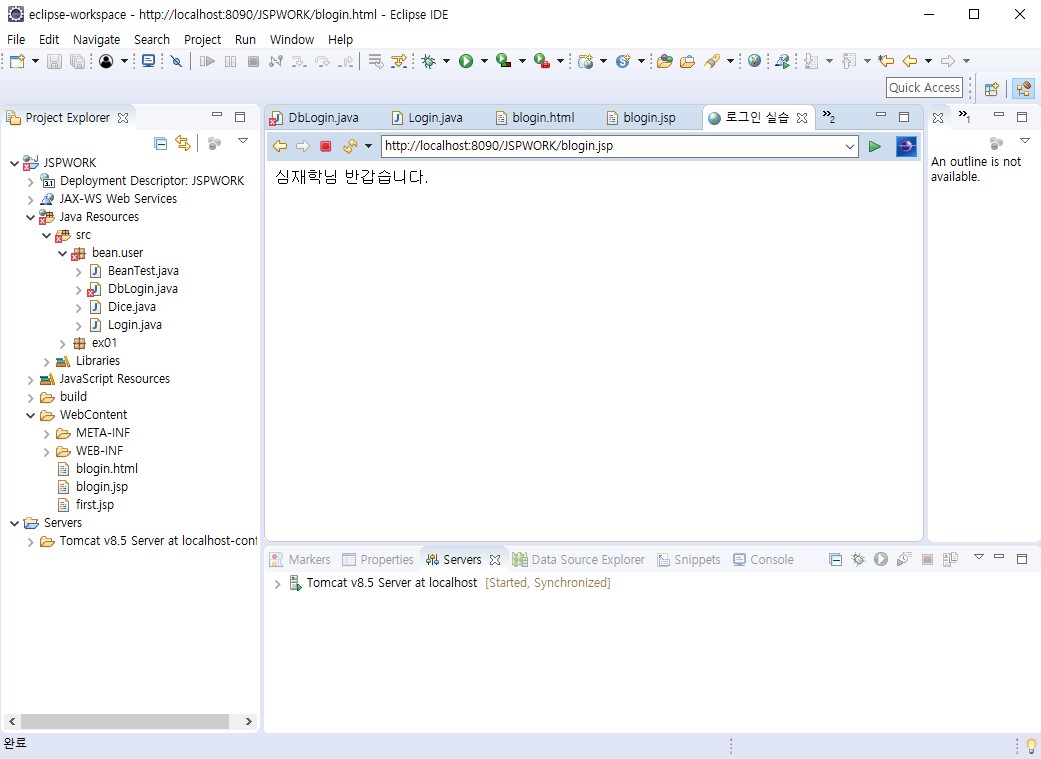 eclipse-workspace - http://localhost:8090/JSPWORK/blogin.html - Eclipse IDE
File Edit Navigate Search Project Run Window Help
Quick Access
Project Explorer
DbLogin.java Login.java blogin.html blogin.jsp 로그인 실습 »2
»1
http://localhost:8090/JSPWORK/blogin.jsp
심재학님 반갑습니다.
An outline is not
available.
JSPWORK
Deployment Descriptor: JSPWORK
JAX-WS Web Services
Java Resources
src
bean.user
BeanTest.java
DbLogin.java
Dice.java
Login.java
ex01
Libraries
JavaScript Resources
build
WebContent
META-INF
WEB-INF
blogin.html
blogin.jsp
first.jsp
Servers
Tomcat v8.5 Server at localhost-conf
Markers Properties Servers Data Source Explorer Snippets Console
Tomcat v8.5 Server at localhost [Started, Synchronized]
완료